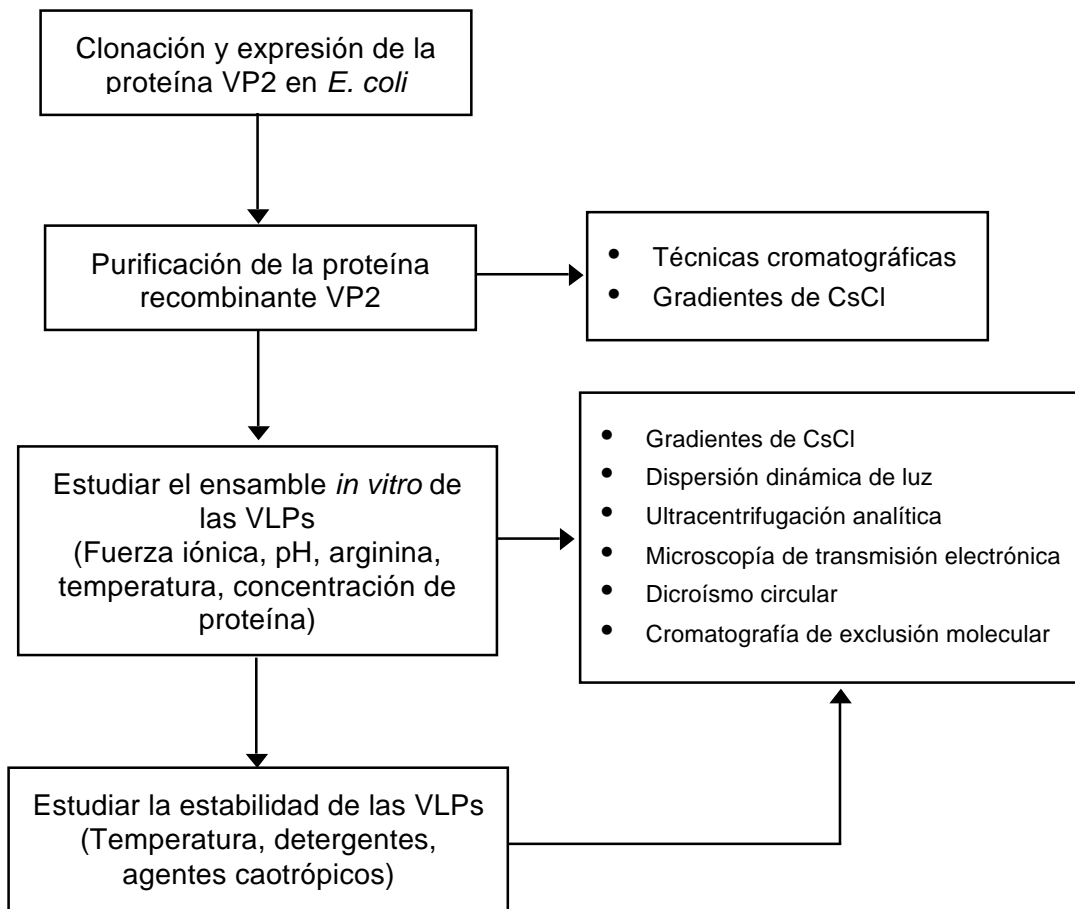 Clonación y expresión de la
proteína VP2 en E. coli
Purificación de la proteína
recombinante VP2
• Técnicas cromatográficas
• Gradientes de CsCl
Estudiar el ensamble in vitro de
las VLPs
(Fuerza iónica, pH, arginina,
temperatura, concentración de
proteína)
• Gradientes de CsCl
• Dispersión dinámica de luz
• Ultracentrifugación analítica
• Microscopía de transmisión electrónica
• Dicroísmo circular
• Cromatografía de exclusión molecular
Estudiar la estabilidad de las VLPs
(Temperatura, detergentes,
agentes caotrópicos)